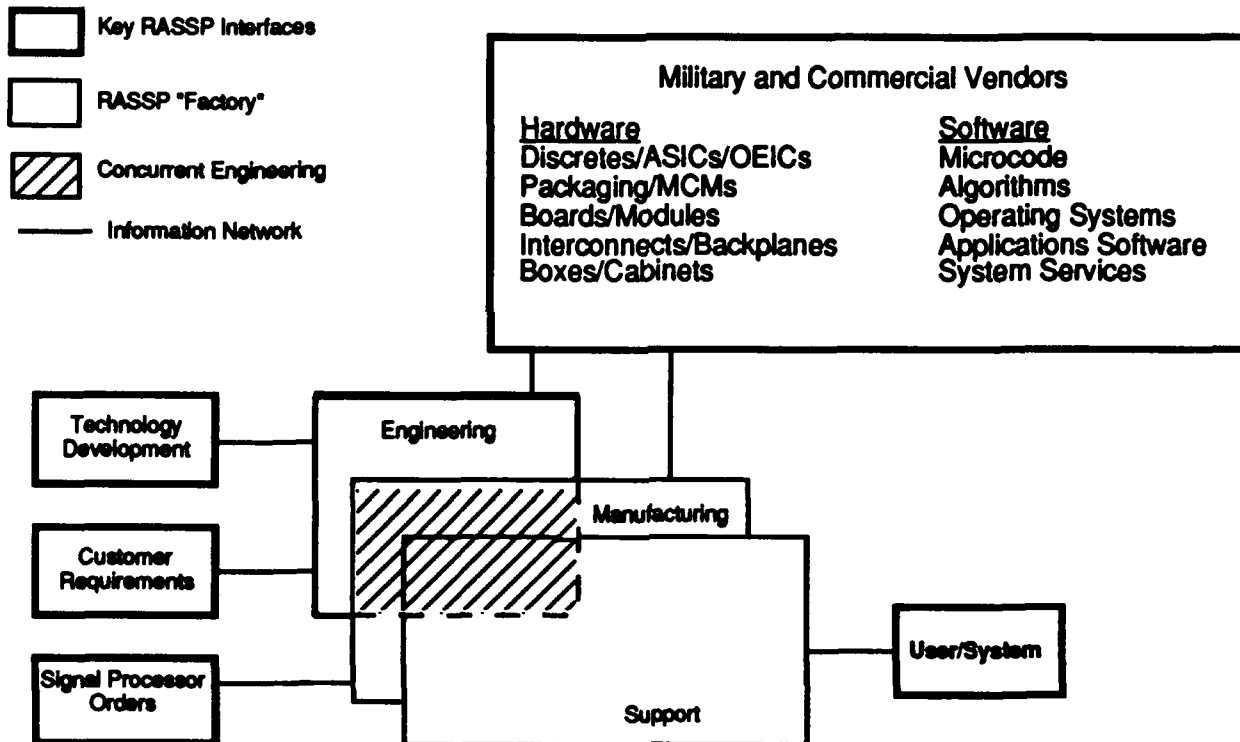 Key RASSP Interfaces
RASSP "Factory"
Concurrent Engineering
Information Network
Military and Commercial Vendors
Hardware
Discretes/ASICs/OEICs
Packaging/MCMs
Boards/Modules
Interconnects/Backplanes
Boxes/Cabinets
Software
Microcode
Algorithms
Operating Systems
Applications Software
System Services
Technology
Development
Engineering
Manufacturing
Customer
Requirements
Signal Processor
Orders
User/System
Support